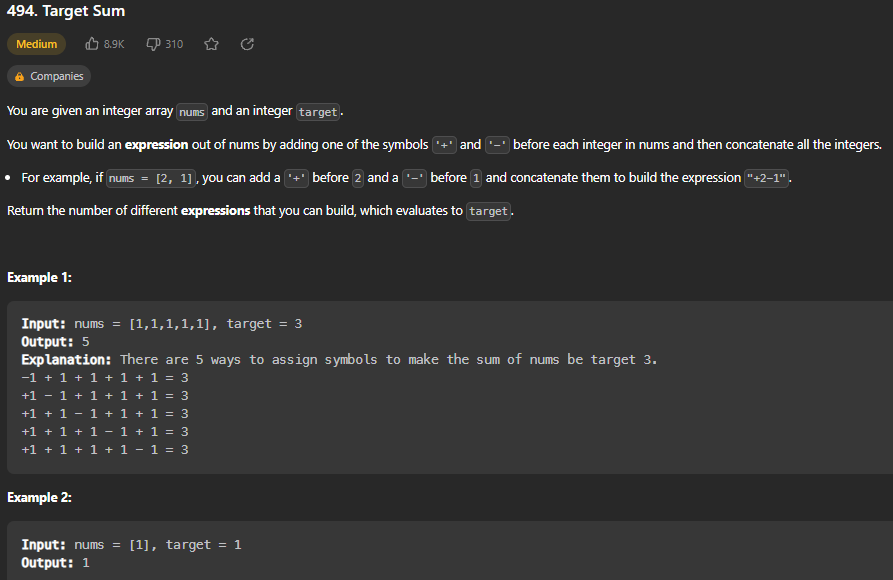 494. Target Sum
Medium 8.9K 310
Companies
You are given an integer array nums and an integer target.
You want to build an expression out of nums by adding one of the symbols '+' and '-' before each integer in nums and then concatenate all the integers.
• For example, if nums = [2, 1], you can add a '+' before 2 and a '-' before 1 and concatenate them to build the expression "+2-1".
Return the number of different expressions that you can build, which evaluates to target.
Example 1:
Input: nums = [1,1,1,1,1], target = 3
Output: 5
Explanation: There are 5 ways to assign symbols to make the sum of nums be target 3.
-1 + 1 + 1 + 1 + 1 = 3
+1 - 1 + 1 + 1 + 1 = 3
+1 + 1 - 1 + 1 + 1 = 3
+1 + 1 + 1 - 1 + 1 = 3
+1 + 1 + 1 + 1 - 1 = 3
Example 2:
Input: nums = [1], target = 1
Output: 1